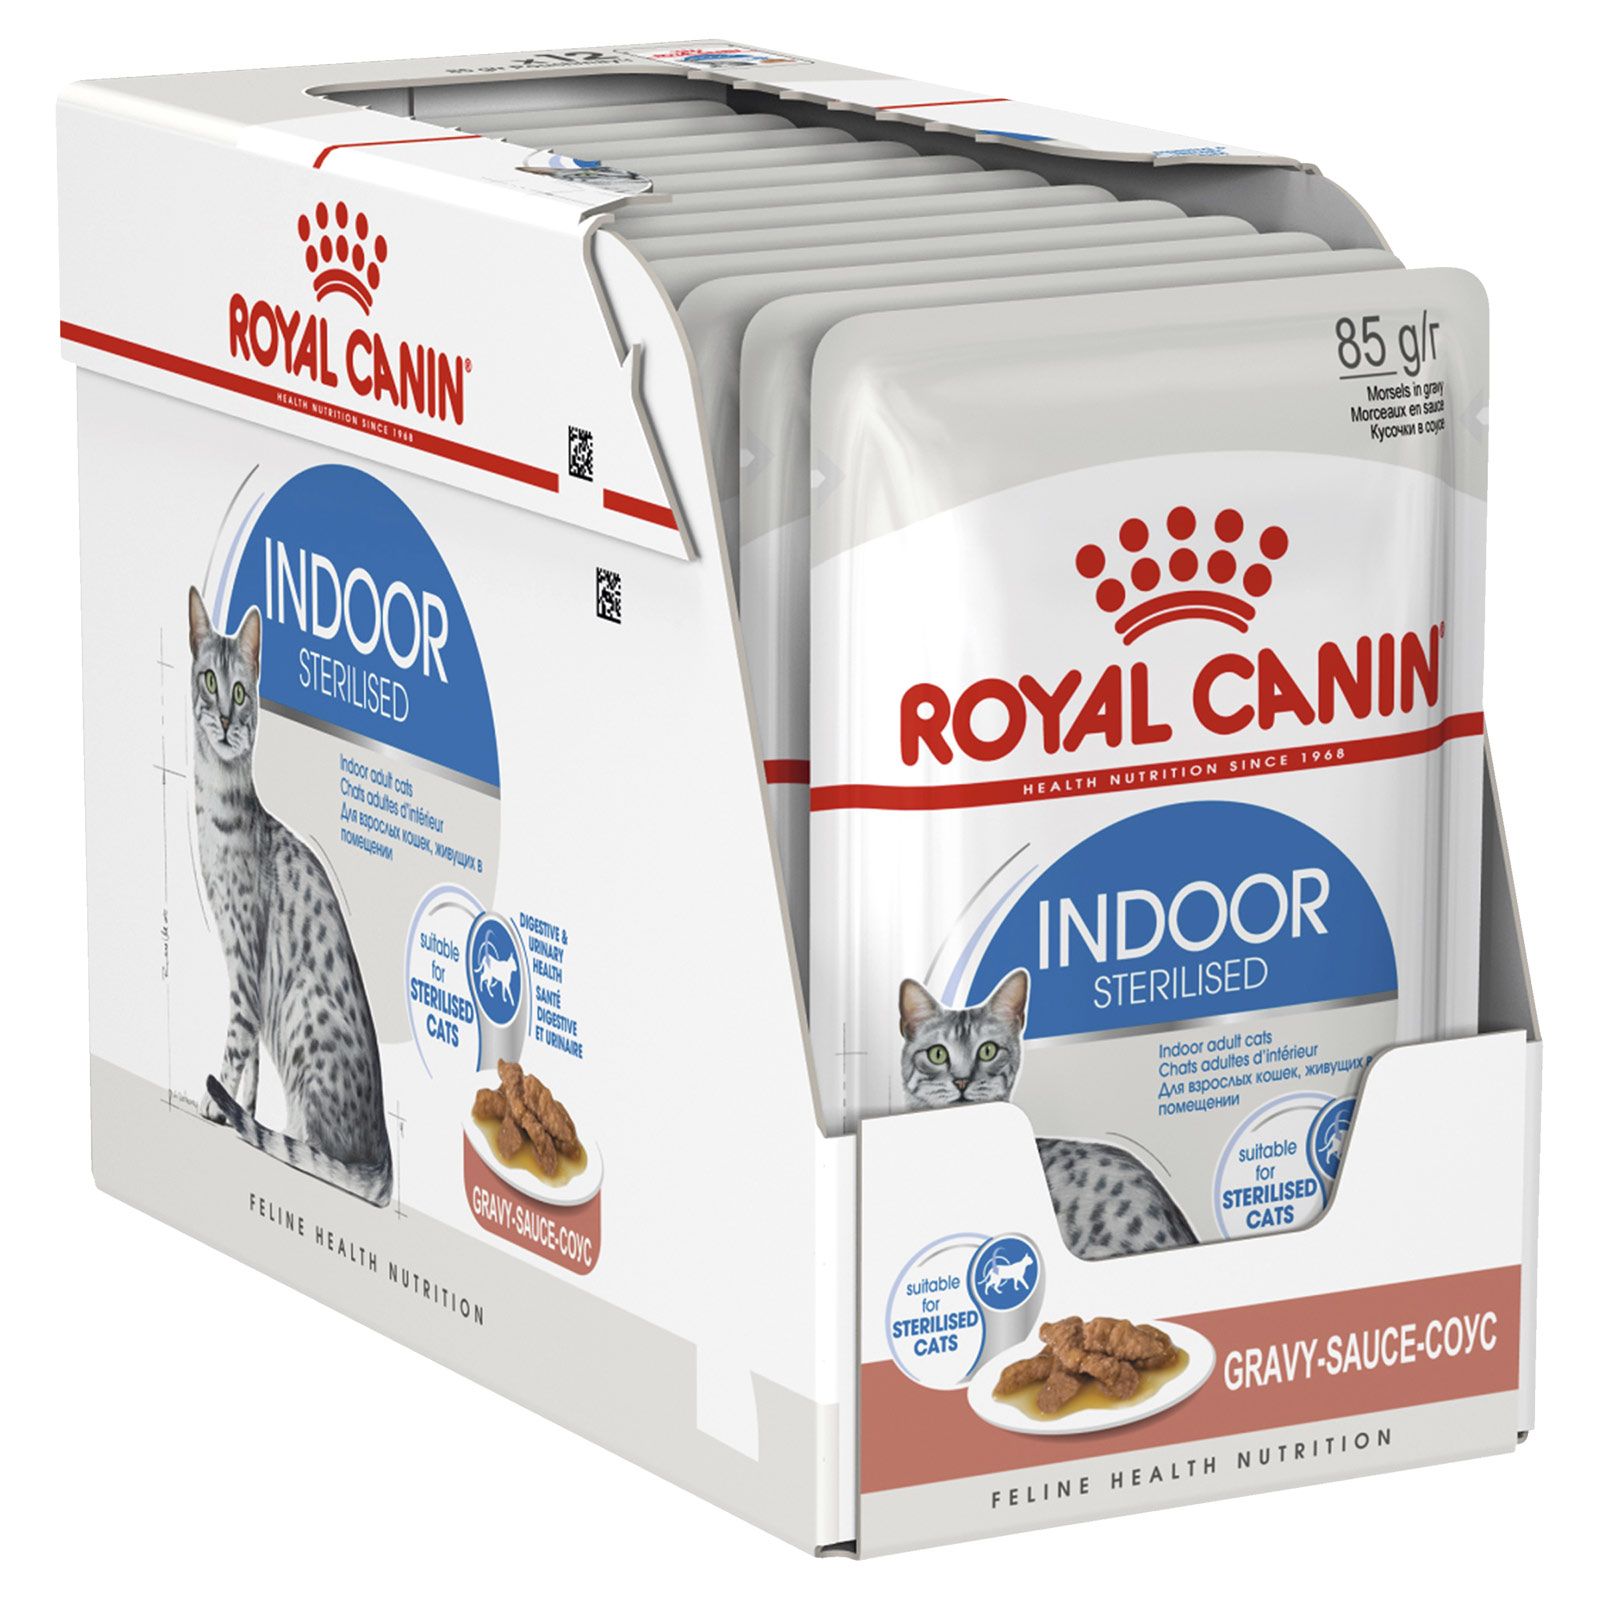 x12
ROYAL CANIN®
HEALTH NUTRITION SINCE 1968
INDOOR
STERILISED
Indoor adult cats
Chats adultes d'intérieur
Для взрослых кошек, живущих в
помещении
suitable
for
STERILISED
CATS
DIGESTIVE &
URINARY
HEALTH
SANTÉ
DIGESTIVE
ET URINAIRE
GRAVY-SAUCE-СОУС
FELINE HEALTH NUTRITION
85 g/г
Morsels in gravy
Morceaux en sauce
Кусочки в соусе
ROYAL CANIN®
HEALTH NUTRITION SINCE 1968
INDOOR
STERILISED
Indoor adult cats
Chats adultes d'intérieur
Для взрослых кошек, живущих в
помещении
suitable
for
STERILISED
CATS
suitable
for
STERILISED
CATS
GRAVY-SAUCE-СОУС
FELINE HEALTH NUTRITION